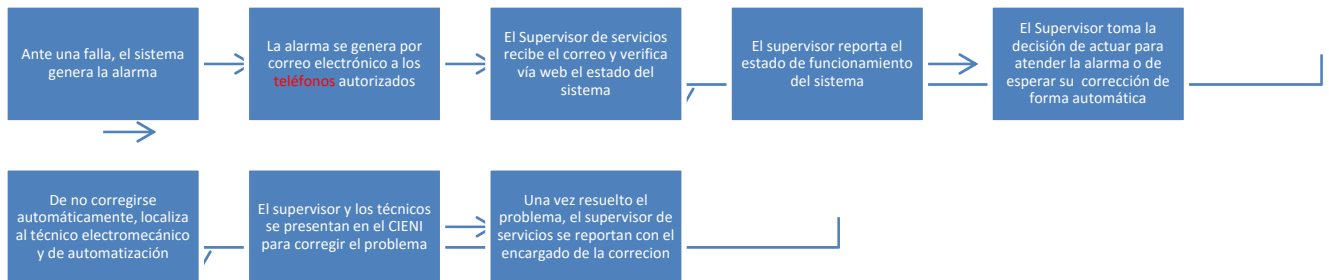 Ante una falla, el sistema
genera la alarma
La alarma se genera por
correo electrónico a los
teléfonos autorizados
El Supervisor de servicios
recibe el correo y verifica
vía web el estado del
sistema
El supervisor reporta el
estado de funcionamiento
del sistema
El Supervisor toma la
decisión de actuar para
atender la alarma o de
esperar su corrección de
forma automática
De no corregirse
automáticamente, localiza
al técnico electromecánico
y de automatización
El supervisor y los técnicos
se presentan en el CIENI
para corregir el problema
Una vez resuelto el
problema, el supervisor de
servicios se reportan con el
encargado de la correcion